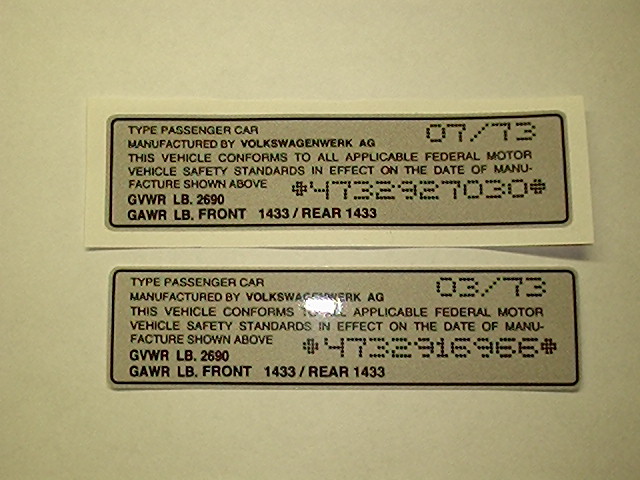 TYPE PASSENGER CAR 07/73
MANUFACTURED BY VOLKSWAGENWERK AG
THIS VEHICLE CONFORMS TO ALL APPLICABLE FEDERAL MOTOR
VEHICLE SAFETY STANDARDS IN EFFECT ON THE DATE OF MANU-
FACTURE SHOWN ABOVE 4732927030
GVWR LB. 2690
GAWR LB. FRONT 1433 / REAR 1433
TYPE PASSENGER CAR 03/73
MANUFACTURED BY VOLKSWAGENWERK AG
THIS VEHICLE CONFORMS TO ALL APPLICABLE FEDERAL MOTOR
VEHICLE SAFETY STANDARDS IN EFFECT ON THE DATE OF MANU-
FACTURE SHOWN ABOVE 4732916966
GVWR LB. 2690
GAWR LB. FRONT 1433 / REAR 1433